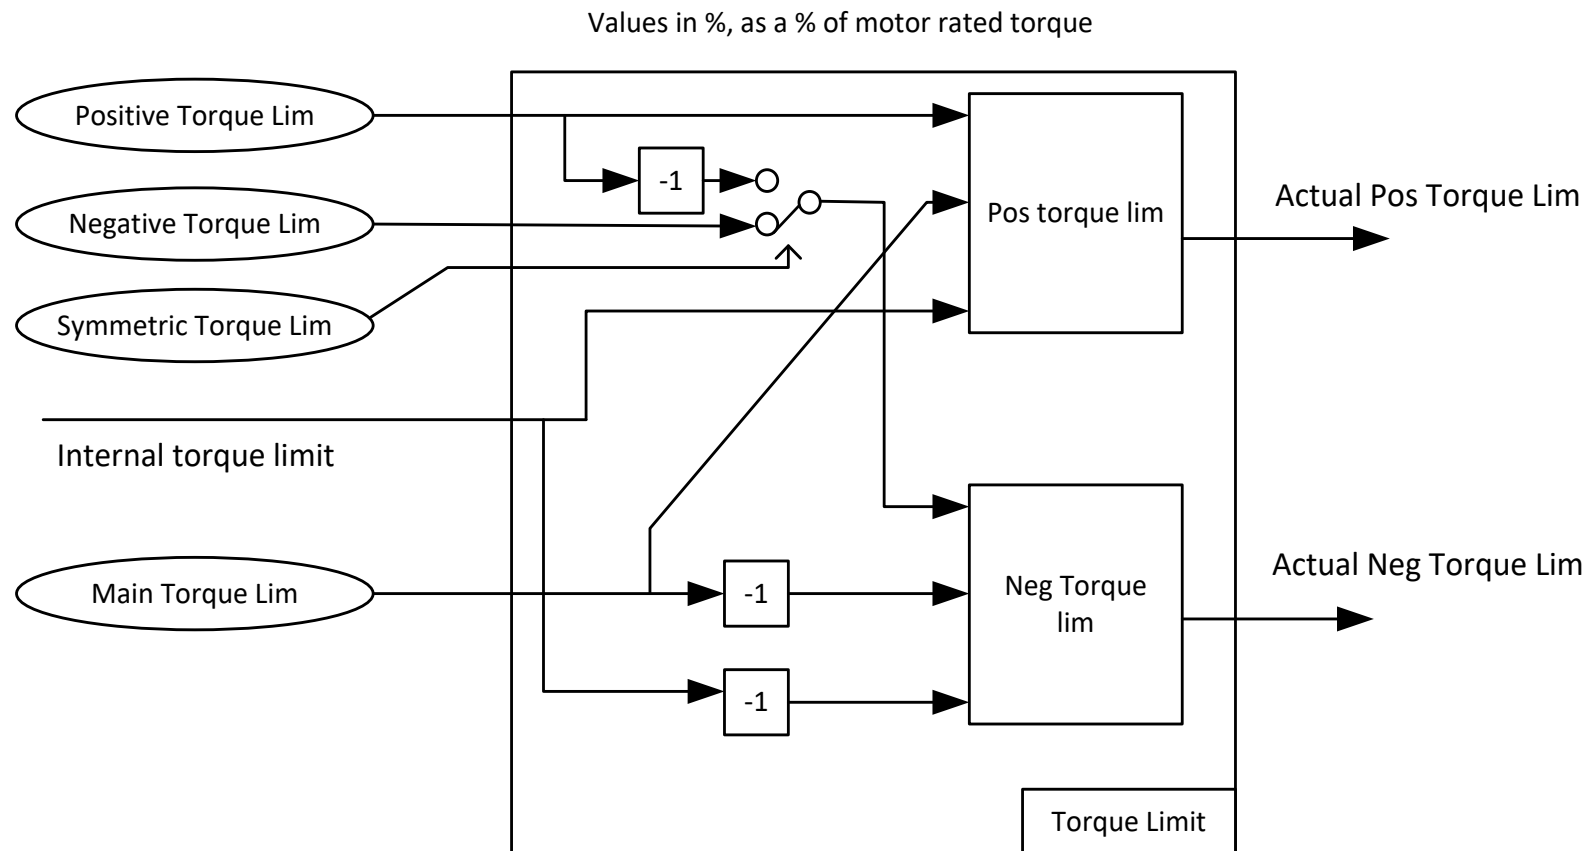 Values in %, as a % of motor rated torque
Positive Torque Lim
-1
Negative Torque Lim
Symmetric Torque Lim
Pos torque lim
Actual Pos Torque Lim
Internal torque limit
Main Torque Lim
-1
-1
Neg Torque
lim
Actual Neg Torque Lim
Torque Limit